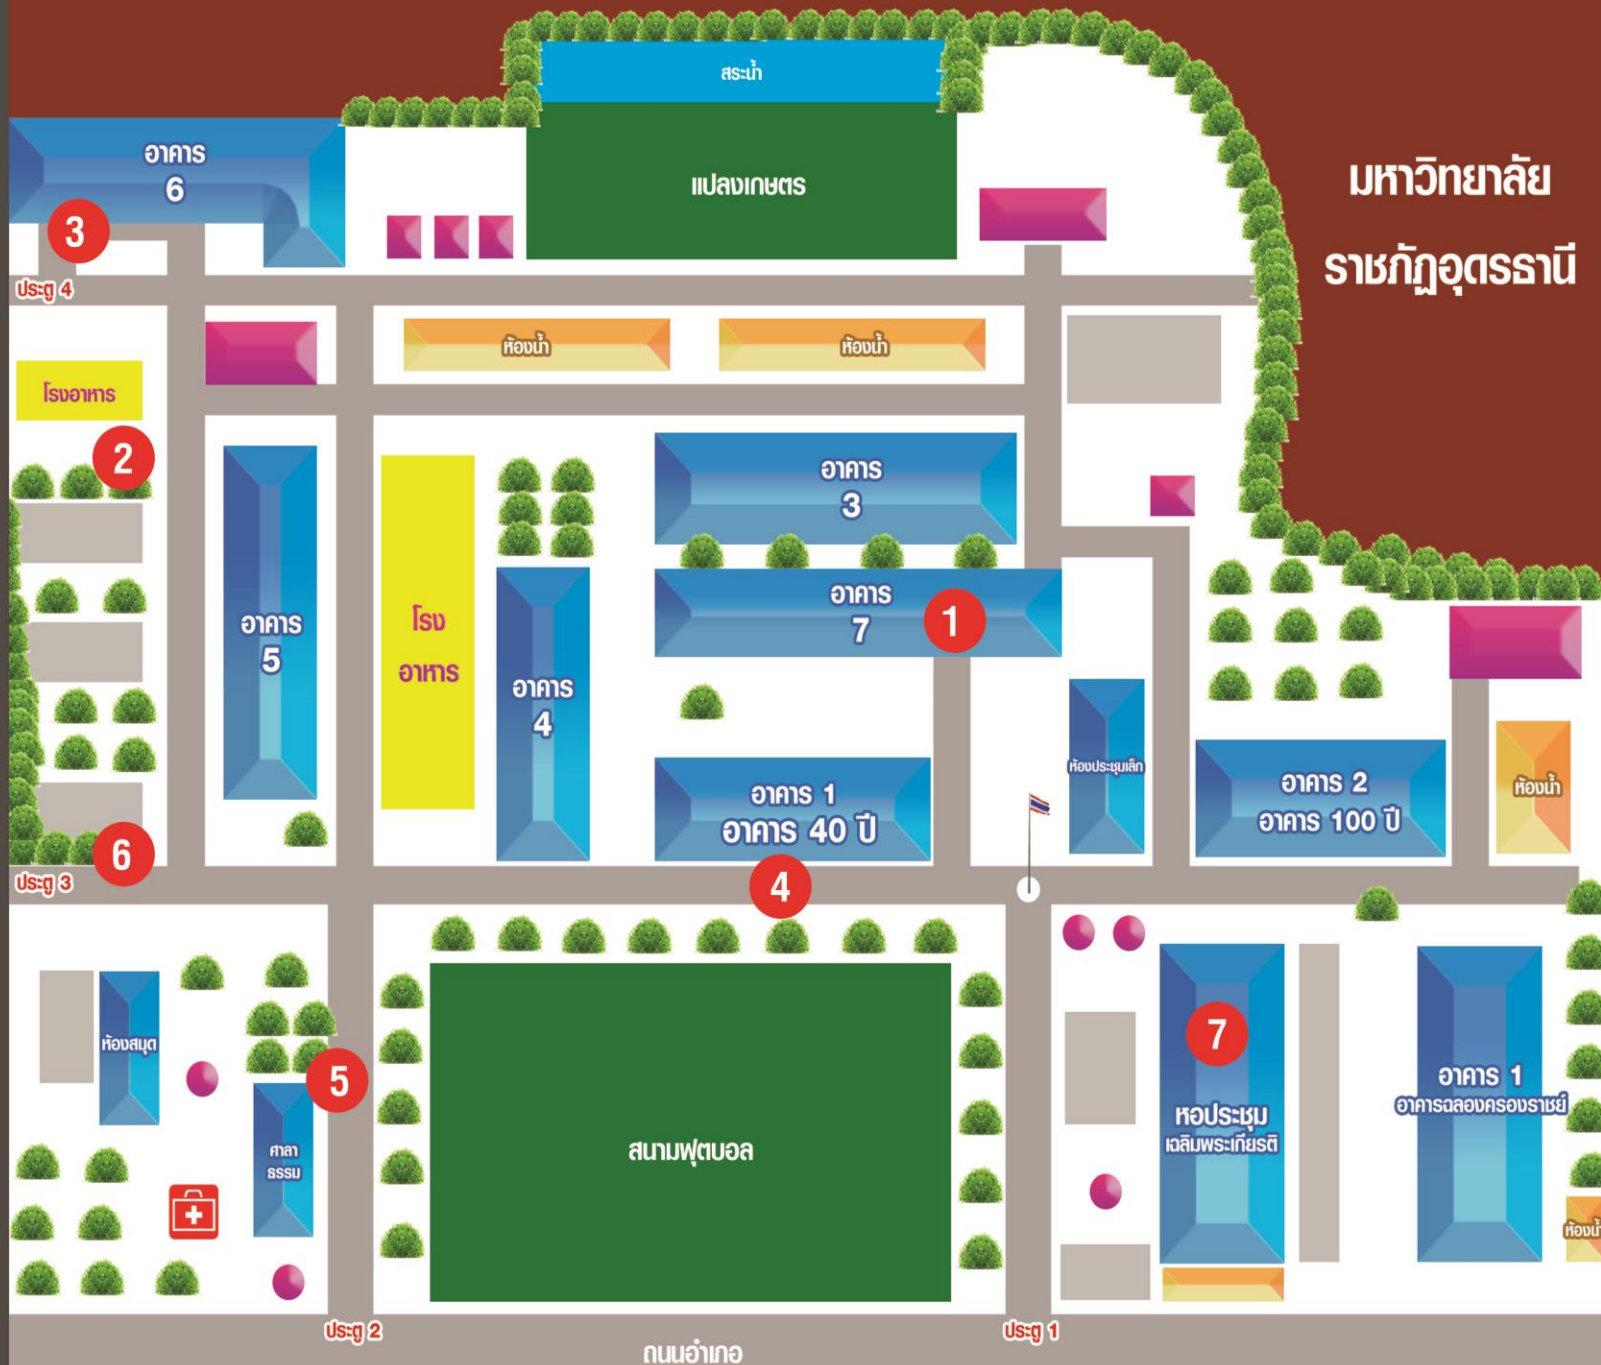 สระน้ำ
แปลงเกษตร
มหาวิทยาลัย
ราชภัฏอุดรธานี
อาคาร
6
3
ประตู 4
ห้องน้ำ
ห้องน้ำ
โรงอาหาร
2
อาคาร
3
อาคาร
7
1
อาคาร
5
โรง
อาหาร
อาคาร
4
ห้องประชุมเล็ก
อาคาร 1
อาคาร 40 ปี
อาคาร 2
อาคาร 100 ปี
ห้องน้ำ
6
ประตู 3
4
ห้องสมุด
5
ศาลา
ธรรม
สนามฟุตบอล
7
หอประชุม
เฉลิมพระเกียรติ
อาคาร 1
อาคารฉลองครองราชย์
ห้องน้ำ
ประตู 2
ประตู 1
ถนนอำเภอ